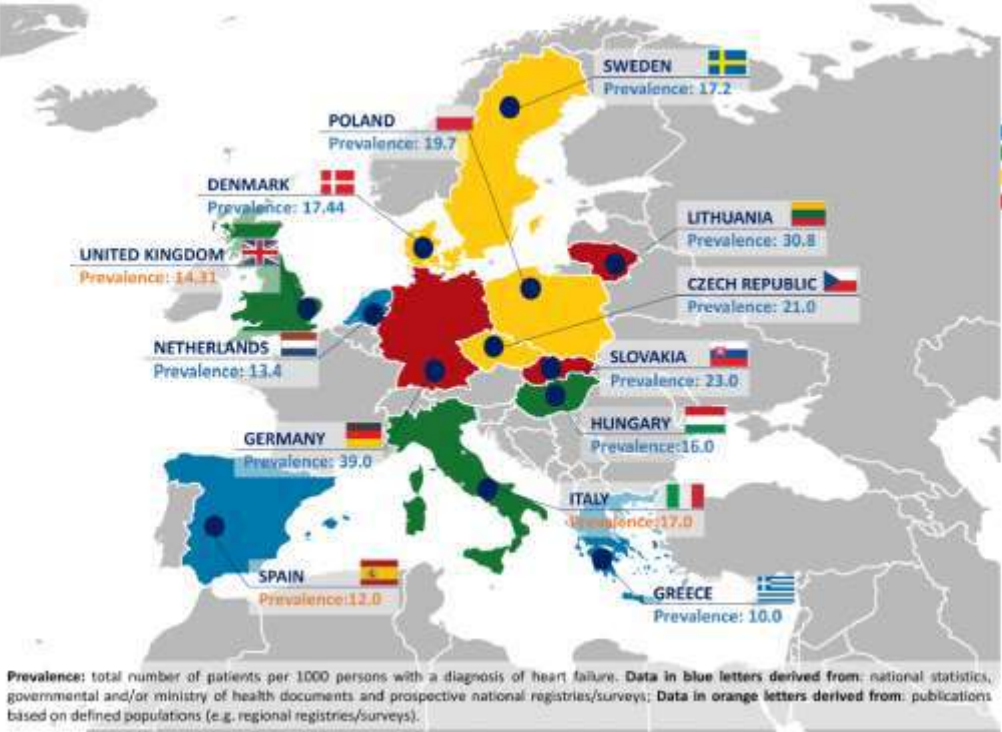 SWEDEN
Prevalence: 17.2
POLAND
Prevalence: 19.7
DENMARK
Prevalence: 17.44
LITHUANIA
Prevalence: 30.8
UNITED KINGDOM
Prevalence: 14.31
CZECH REPUBLIC
Prevalence: 21.0
NETHERLANDS
Prevalence: 13.4
SLOVAKIA
Prevalence: 23.0
HUNGARY
Prevalence:16.0
GERMANY
Prevalence: 39.0
ITALY
Prevalence:17.0
SPAIN
Prevalence:12.0
GREECE
Prevalence: 10.0
Prevalence: total number of patients per 1000 persons with a diagnosis of heart failure. Data in blue letters derived from: national statistics,
governmental and/or ministry of health documents and prospective national registries/surveys; Data in orange letters derived from: publications
based on defined populations (e.g. regional registries/surveys).